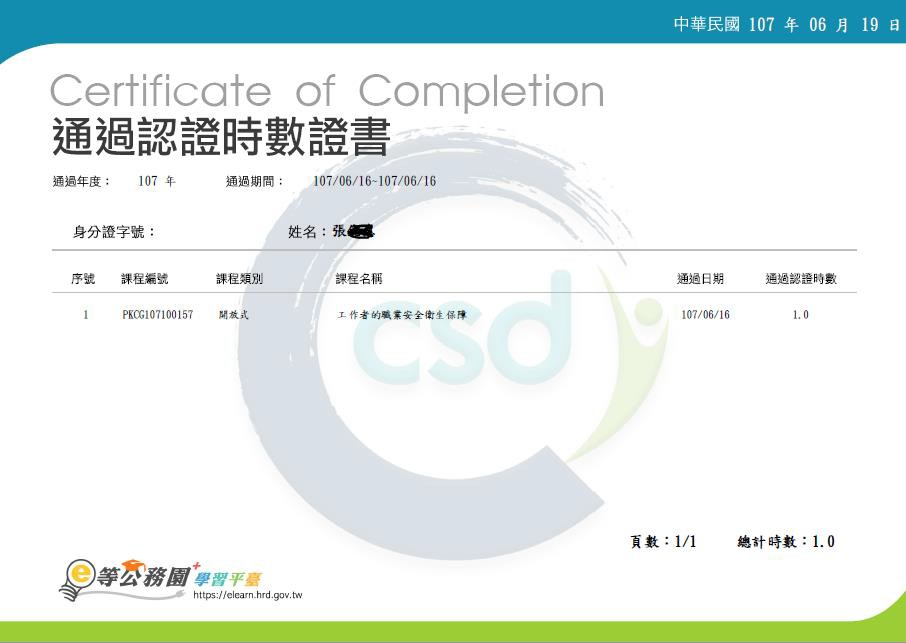 中華民國 107 年 06 月 19 日
Certificate of Completion
通過認證時數證書
通過年度： 107 年 通過期間： 107/06/16~107/06/16
身分證字號： 姓名：張
序號 課程編號 課程類別 課程名稱 通過日期 通過認證時數
1 PKCG107100157 開放式 工作者的職業安全衛生保障 107/06/16 1.0
csd
頁數：1/1 總計時數：1.0
e等公務園+學習平臺
https://elearn.hrd.gov.tw